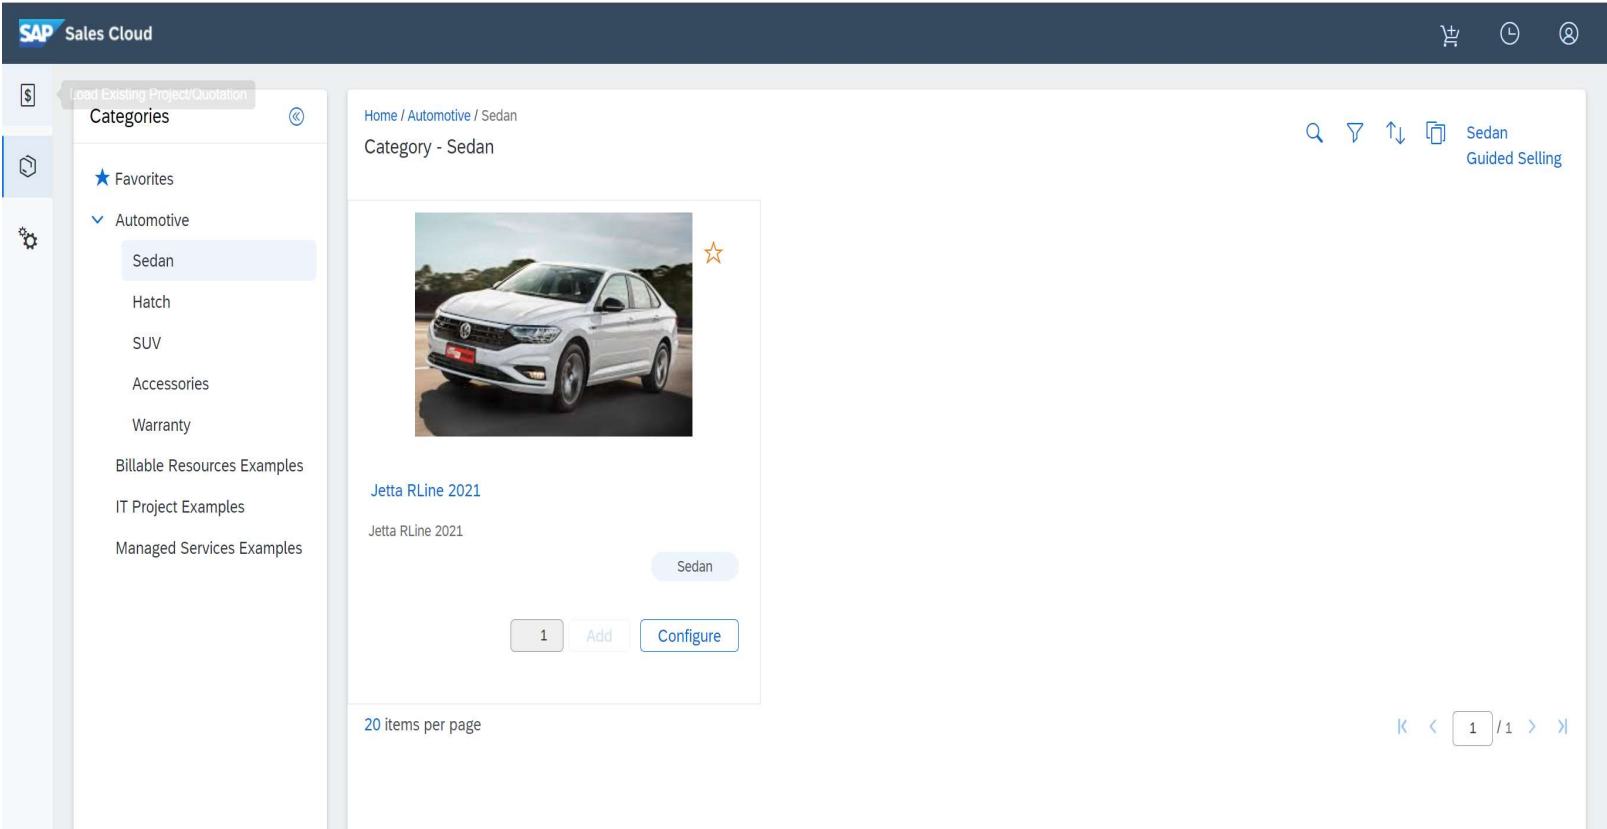 SAP Sales Cloud
Load Existing Project/Quotation
Categories
Favorites
Automotive
Sedan
Hatch
SUV
Accessories
Warranty
Billable Resources Examples
IT Project Examples
Managed Services Examples
Home / Automotive / Sedan
Category - Sedan
Sedan
Guided Selling
Jetta RLine 2021
Jetta RLine 2021
Sedan
1 Add Configure
20 items per page
1 / 1